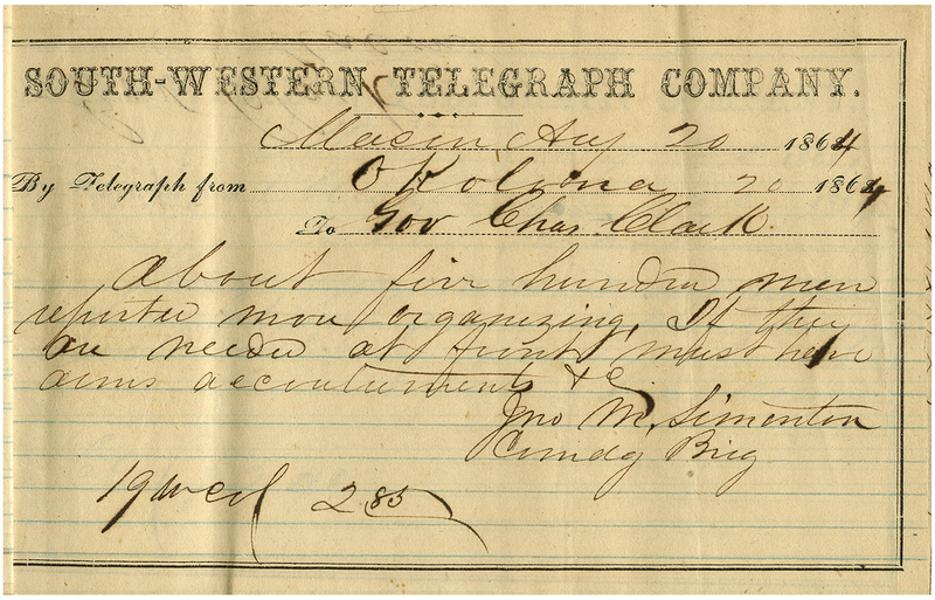 SOUTH-WESTERN TELEGRAPH COMPANY.
Macon Aug 20 1864
By Telegraph from Okolona 20 1864
To Gov Chas Clark
About five hundred men
reported more organizing, If they
are needed at front must have
arms accoutrements &c
Jno M, Simonton
Comdg Brig
19 285